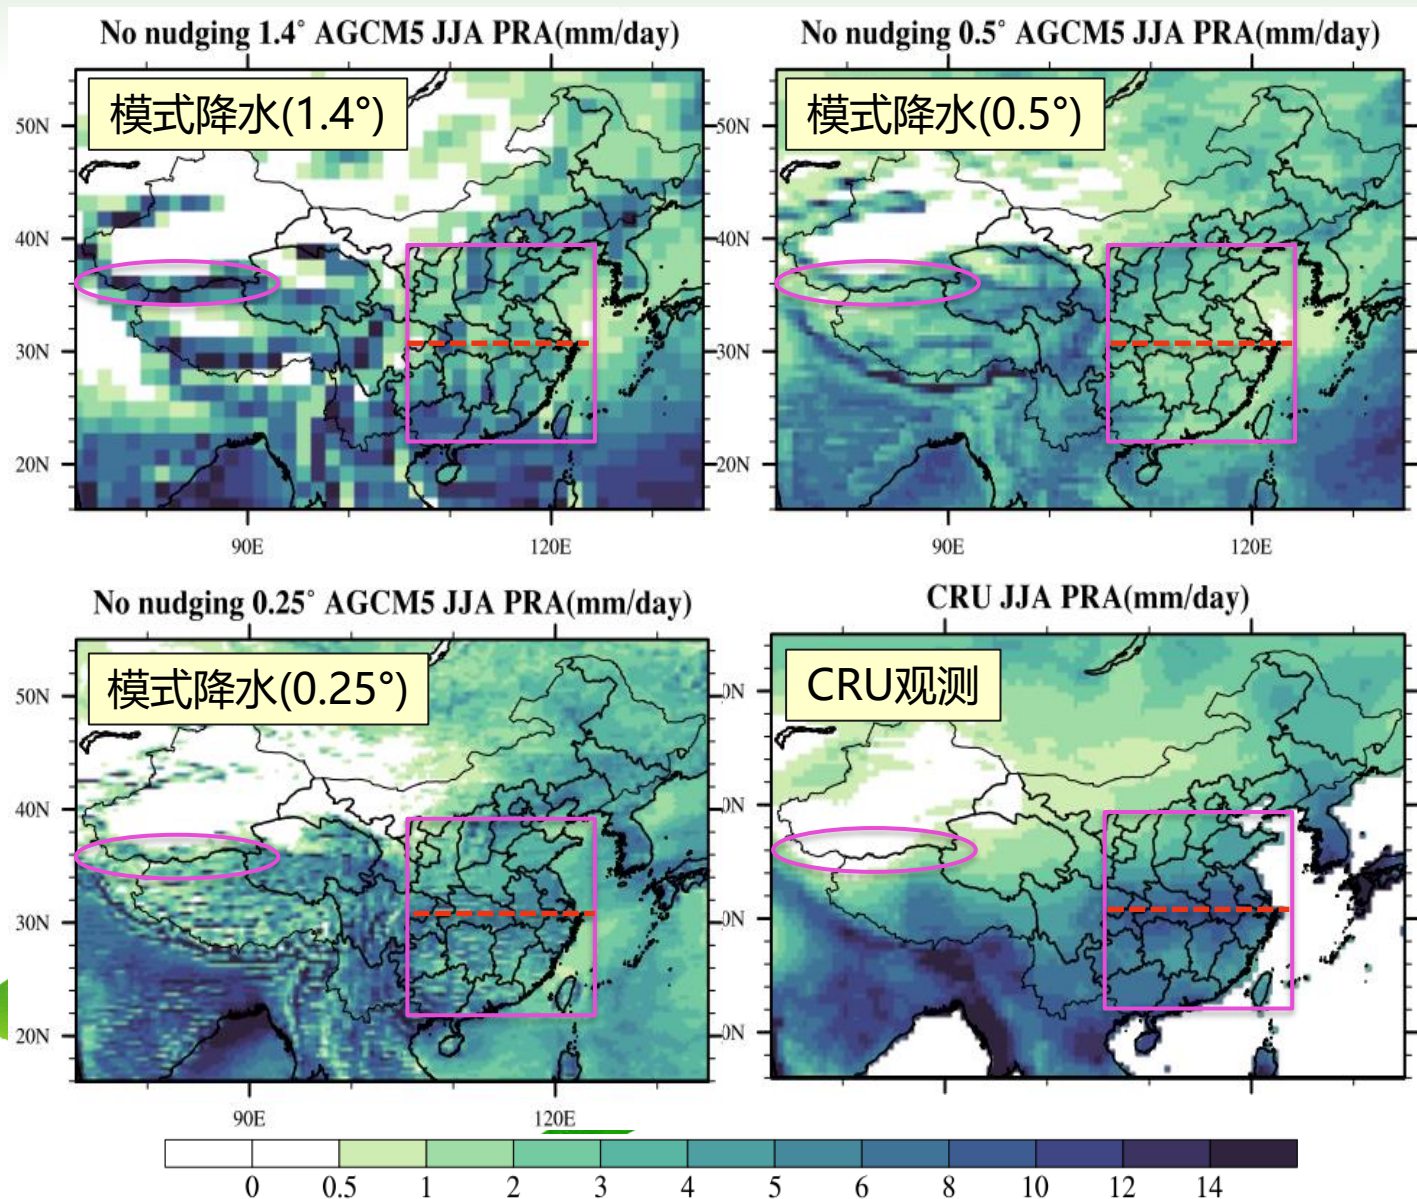 No nudging 1.4° AGCM5 JJA PRA(mm/day)
模式降水(1.4°)
50N
40N
30N
20N
90E
120E
No nudging 0.5° AGCM5 JJA PRA(mm/day)
模式降水(0.5°)
50N
40N
30N
20N
90E
120E
No nudging 0.25° AGCM5 JJA PRA(mm/day)
模式降水(0.25°)
50N
40N
30N
20N
90E
120E
CRU JJA PRA(mm/day)
CRU观测
0N
0N
0N
0N
0 0.5 1 2 3 4 5 6 8 10 12 14